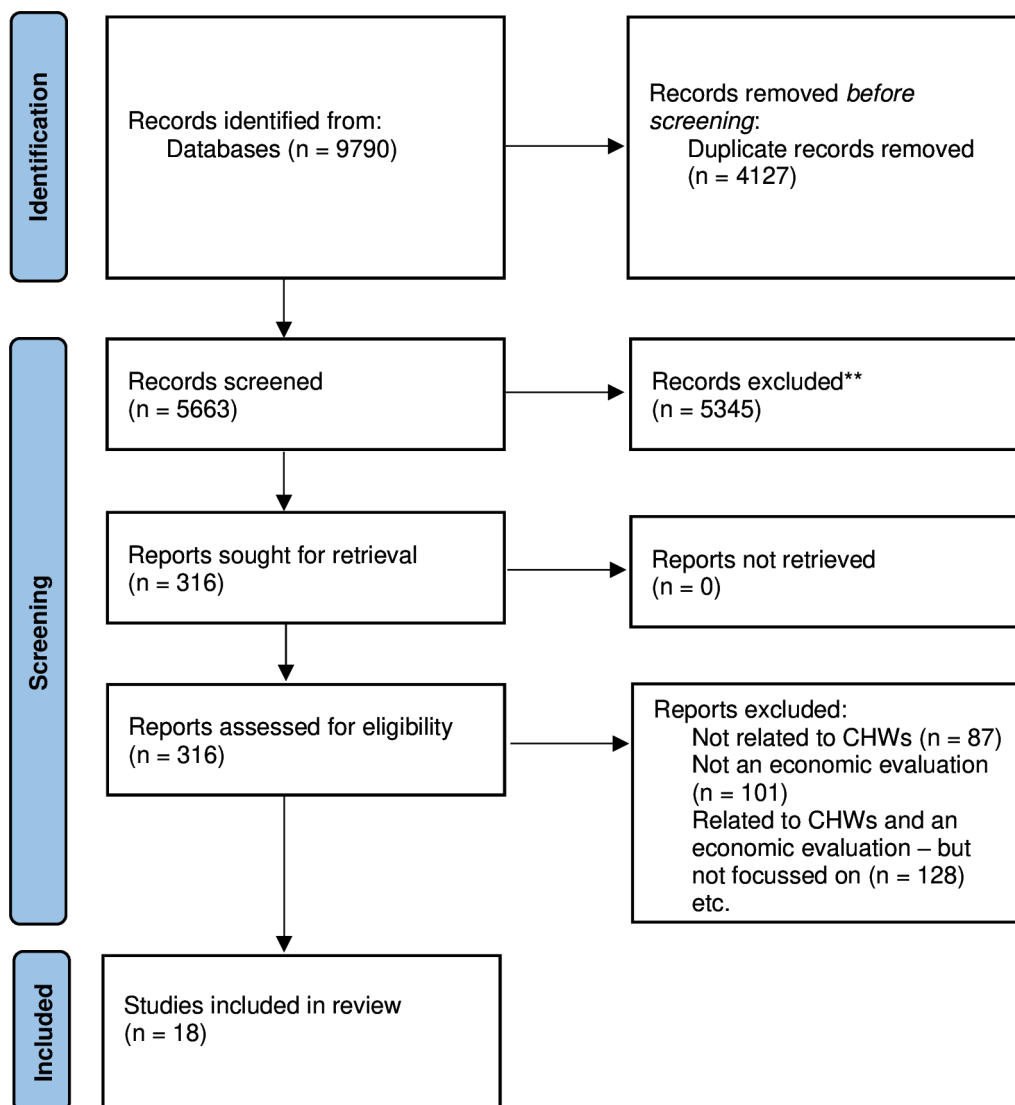 Identification
Records identified from:
Databases (n = 9790)
Records removed before
screening:
Duplicate records removed
(n = 4127)
Screening
Records screened
(n = 5663)
Records excluded**
(n = 5345)
Reports sought for retrieval
(n = 316)
Reports not retrieved
(n = 0)
Reports assessed for eligibility
(n = 316)
Reports excluded:
Not related to CHWs (n = 87)
Not an economic evaluation
(n = 101)
Related to CHWs and an
economic evaluation – but
not focussed on (n = 128)
etc.
Included
Studies included in review
(n = 18)